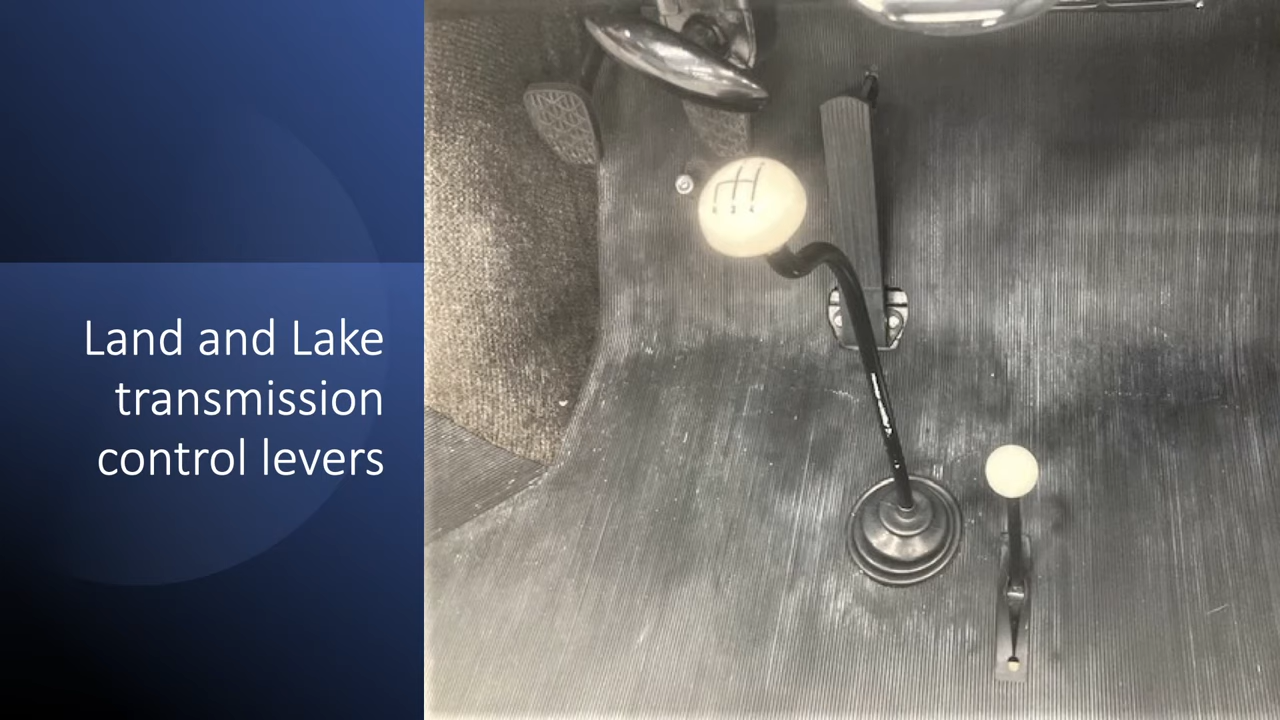 Land and Lake
transmission
control levers